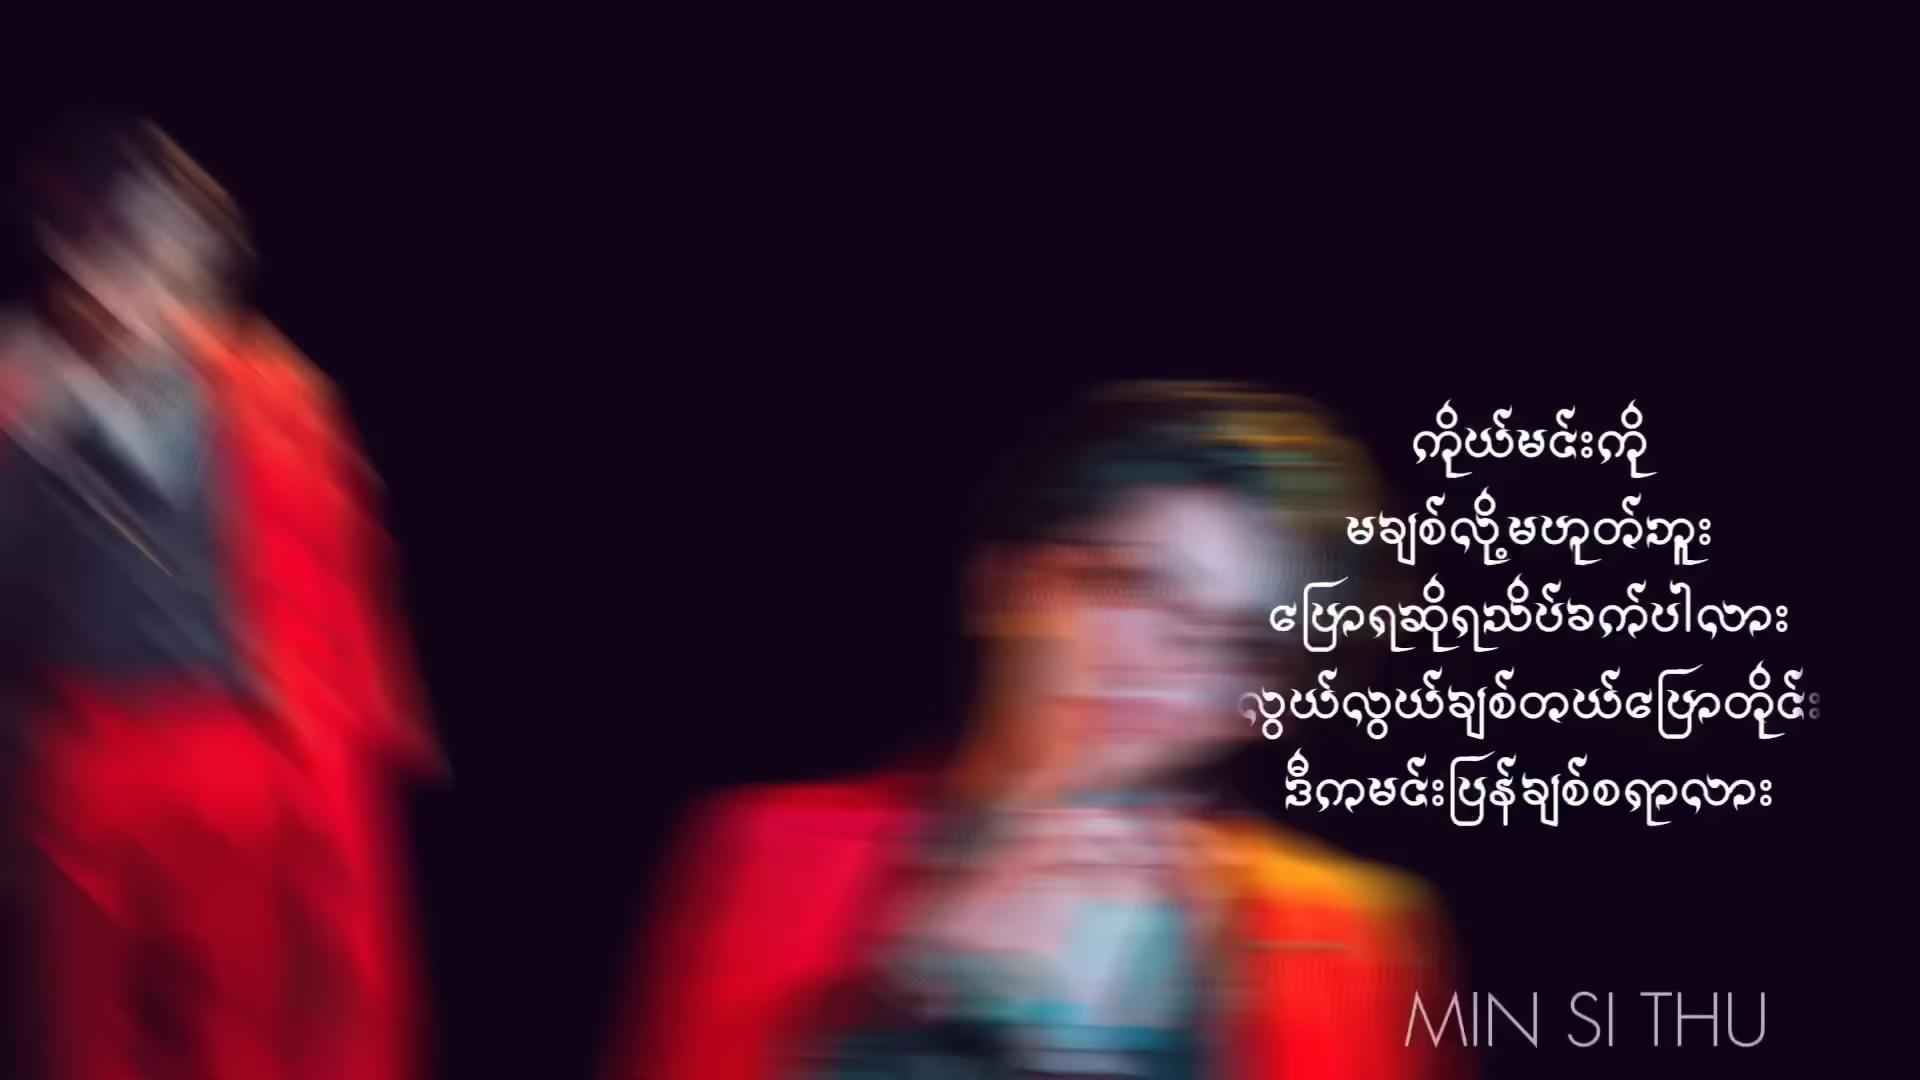 ကိုယ်မင်းကို
မချစ်လို့မဟုတ်ဘူး
ပြောရဆိုရသိပ်ခက်ပါလား
လွယ်လွယ်ချစ်တယ်ပြောတိုင်း
ဒီကမင်းပြန်ချစ်စရာလား
MIN SI THU